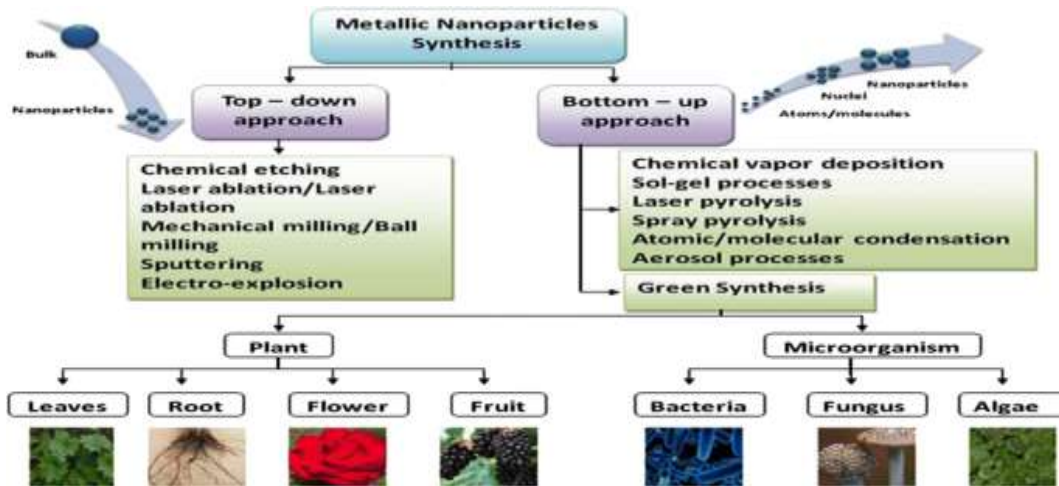 Metallic Nanoparticles
Synthesis
Bulk
Nanoparticles
Top – down
approach
Bottom – up
approach
Nanoparticles
Nuclei
Atoms/molecules
Chemical etching
Laser ablation/Laser
ablation
Mechanical milling/Ball
milling
Sputtering
Electro-explosion
Chemical vapor deposition
Sol-gel processes
Laser pyrolysis
Spray pyrolysis
Atomic/molecular condensation
Aerosol processes
Green Synthesis
Plant
Microorganism
Leaves
Root
Flower
Fruit
Bacteria
Fungus
Algae